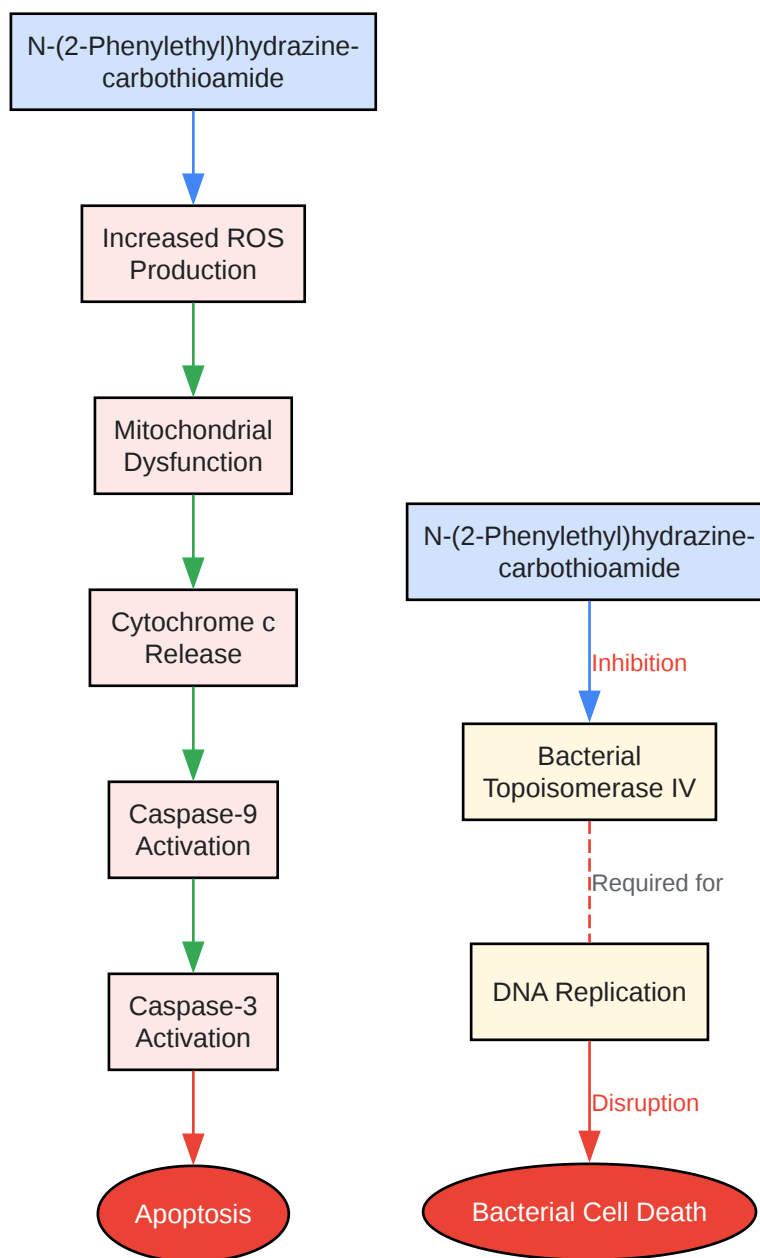 N-(2-Phenylethyl)hydrazine-
carbothioamide
Increased ROS
Production
Mitochondrial
Dysfunction
Cytochrome c
Release
Caspase-9
Activation
Caspase-3
Activation
Apoptosis
N-(2-Phenylethyl)hydrazine-
carbothioamide
Inhibition
Bacterial
Topoisomerase IV
Required for
DNA Replication
Disruption
Bacterial Cell Death